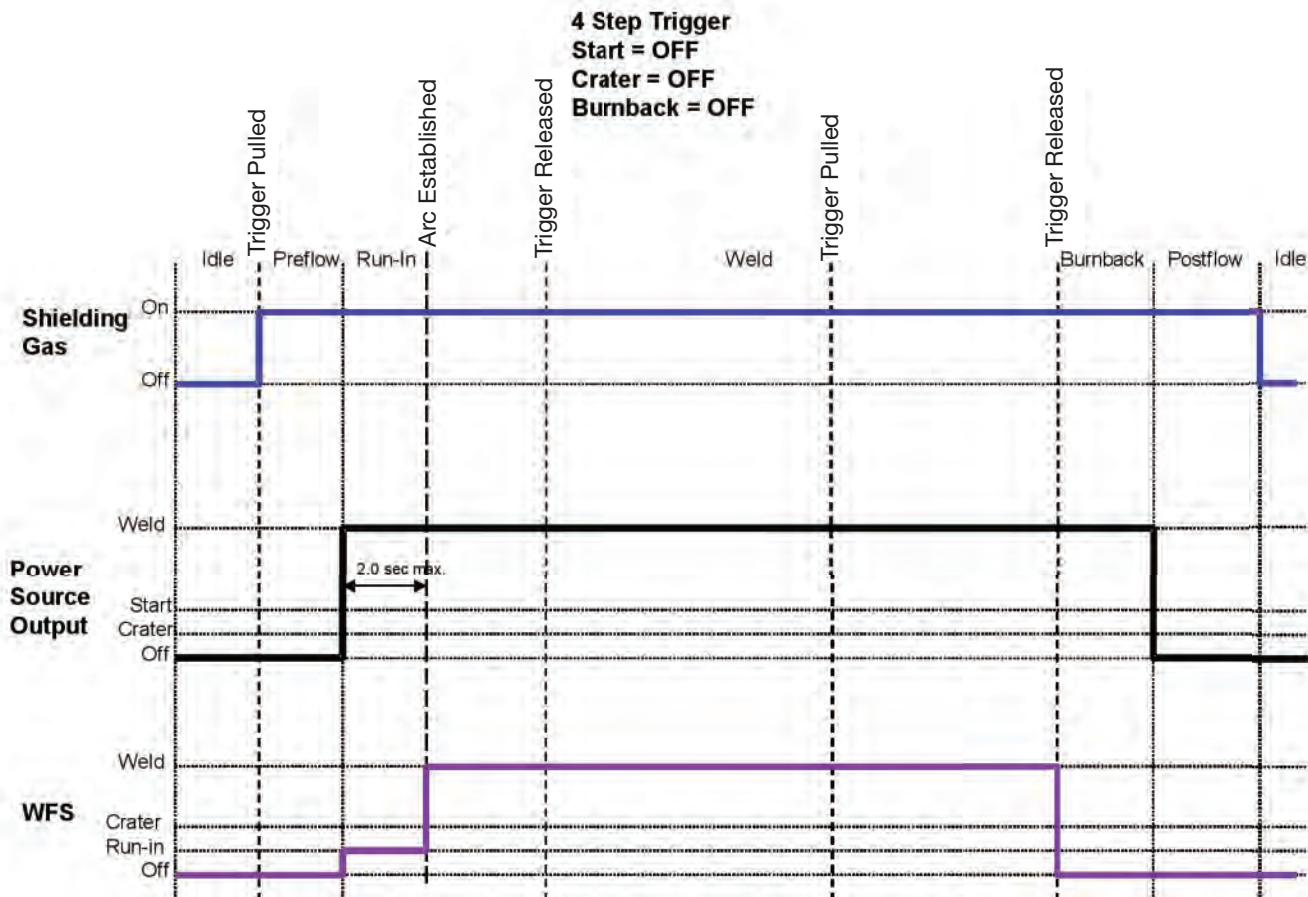 4 Step Trigger
Start = OFF
Crater = OFF
Burnback = OFF
Trigger Pulled
Arc Established
Trigger Released
Trigger Pulled
Trigger Released
Idle
Preflow
Run-In
Weld
Burnback
Postflow
Idle
Shielding
Gas
On
Off
Power
Source
Output
Weld
2.0 sec max.
Start
Crater
Off
WFS
Weld
Crater
Run-in
Off